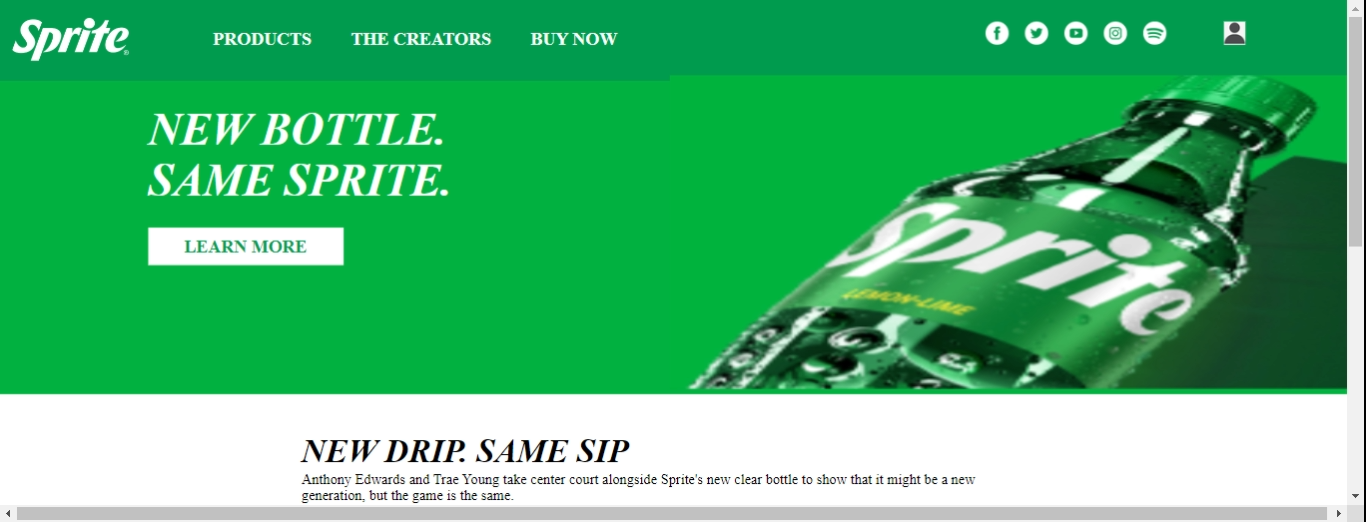 Sprite
PRODUCTS THE CREATORS BUY NOW
NEW BOTTLE.
SAME SPRITE.
LEARN MORE
Sprite
LEMON-LIME
NEW DRIP. SAME SIP
Anthony Edwards and Trae Young take center court alongside Sprite's new clear bottle to show that it might be a new
generation, but the game is the same.